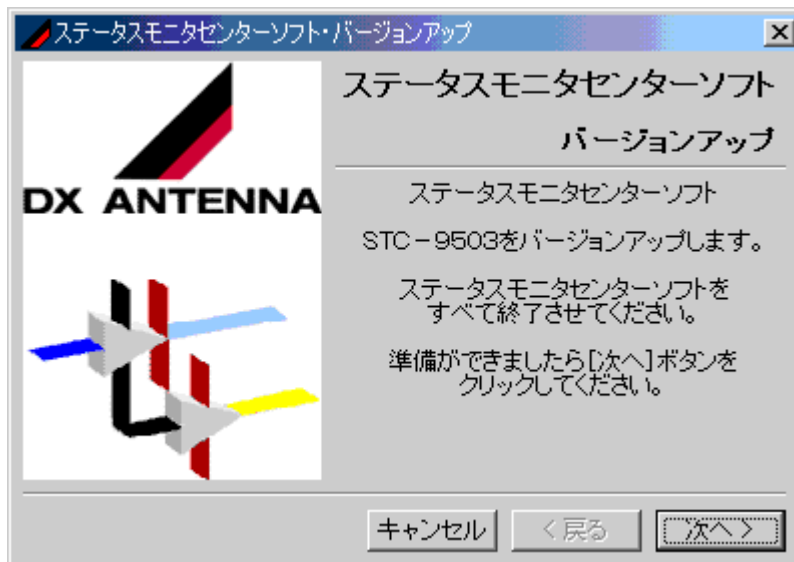 ステータスモニタセンターソフト・バージョンアップ
DX ANTENNA
ステータスモニタセンターソフト
バージョンアップ
ステータスモニタセンターソフト
STC－9503をバージョンアップします。
ステータスモニタセンターソフトを
すべて終了させてください。
準備ができましたら[次へ]ボタンを
クリックしてください。
キャンセル
＜戻る
次へ＞